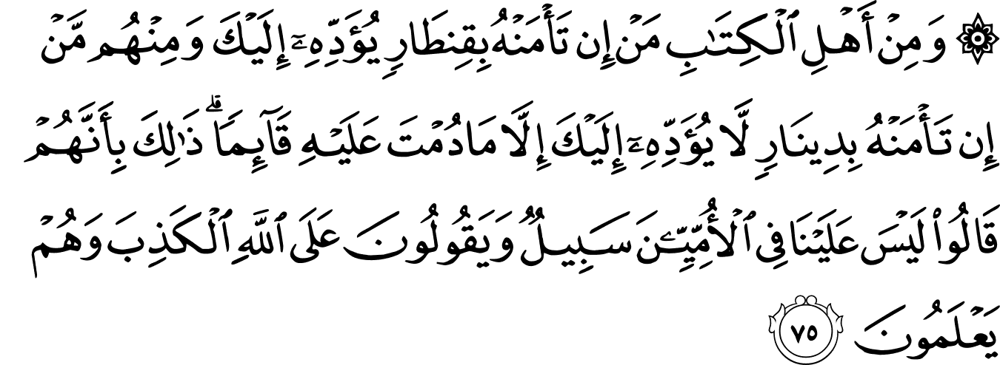 ۞ وَمِنْ أَهْلِ ٱلْكِتَـٰبِ مَنْ إِن تَأْمَنْهُ بِقِنطَارٍ يُؤَدِّهِۦٓ إِلَيْكَ وَمِنْهُم مَّنْ
إِن تَأْمَنْهُ بِدِينَارٍ لَّا يُؤَدِّهِۦٓ إِلَيْكَ إِلَّا مَا دُمْتَ عَلَيْهِ قَآئِمًا ۗ ذَٰلِكَ بِأَنَّهُمْ
قَالُوا۟ لَيْسَ عَلَيْنَا فِى ٱلْأُمِّيِّـۧنَ سَبِيلٌ وَيَقُولُونَ عَلَى ٱللَّهِ ٱلْكَذِبَ وَهُمْ
يَعْلَمُونَ ٧٥